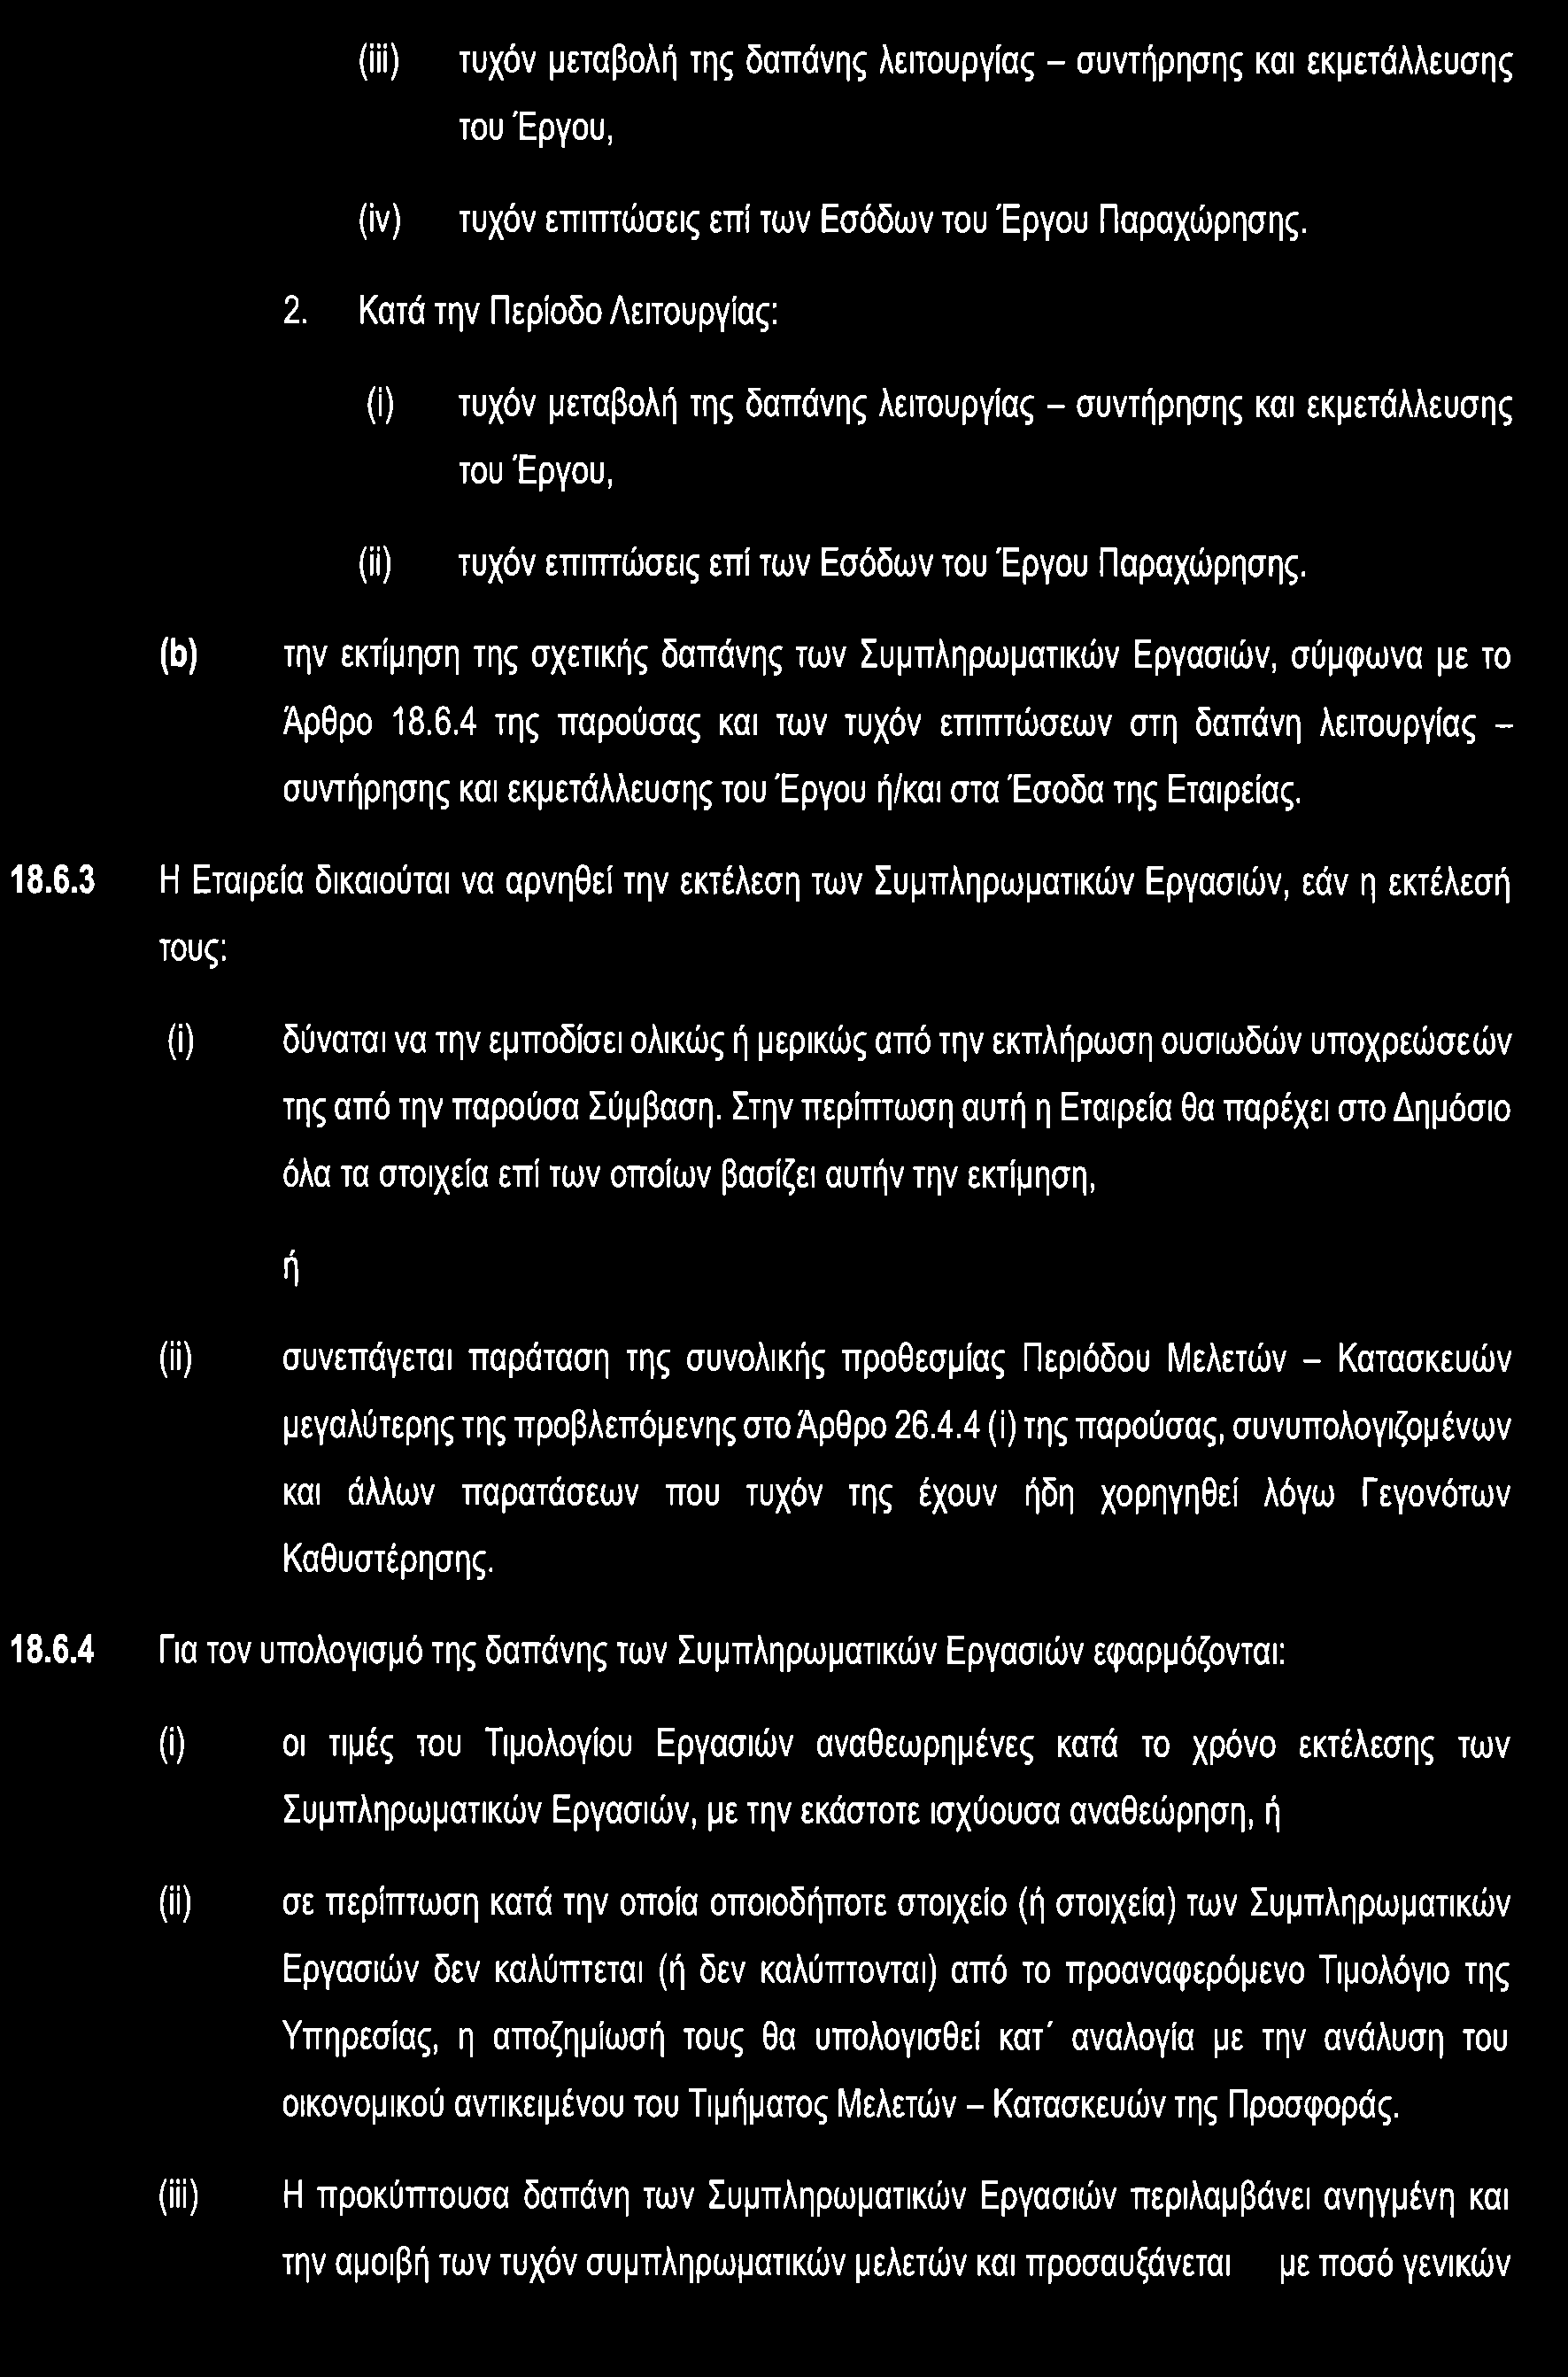 (iii) τυχόν μεταβολή της δαπάνης λειτουργίας – συντήρησης και εκμετάλλευσης
του Έργου,
(iv) τυχόν επιπτώσεις επί των Εσόδων του Έργου Παραχώρησης.
2. Κατά την Περίοδο Λειτουργίας:
(i) τυχόν μεταβολή της δαπάνης λειτουργίας – συντήρησης και εκμετάλλευσης
του Έργου,
(ii) τυχόν επιπτώσεις επί των Εσόδων του Έργου Παραχώρησης.
(b) την εκτίμηση της σχετικής δαπάνης των Συμπληρωματικών Εργασιών, σύμφωνα με το
Άρθρο 18.6.4 της παρούσας και των τυχόν επιπτώσεων στη δαπάνη λειτουργίας –
συντήρησης και εκμετάλλευσης του Έργου ή/και στα Έσοδα της Εταιρείας.
18.6.3 Η Εταιρεία δικαιούται να αρνηθεί την εκτέλεση των Συμπληρωματικών Εργασιών, εάν η εκτέλεσή
τους:
(i) δύναται να την εμποδίσει ολικώς ή μερικώς από την εκπλήρωση ουσιωδών υποχρεώσεών
της από την παρούσα Σύμβαση. Στην περίπτωση αυτή η Εταιρεία θα παρέχει στο Δημόσιο
όλα τα στοιχεία επί των οποίων βασίζει αυτήν την εκτίμηση,
ή
(ii) συνεπάγεται παράταση της συνολικής προθεσμίας Περιόδου Μελετών – Κατασκευών
μεγαλύτερης της προβλεπόμενης στο Άρθρο 26.4.4 (i) της παρούσας, συνυπολογιζομένων
και άλλων παρατάσεων που τυχόν της έχουν ήδη χορηγηθεί λόγω Γεγονότων
Καθυστέρησης.
18.6.4 Για τον υπολογισμό της δαπάνης των Συμπληρωματικών Εργασιών εφαρμόζονται:
(i) οι τιμές του Τιμολογίου Εργασιών αναθεωρημένες κατά το χρόνο εκτέλεσης των
Συμπληρωματικών Εργασιών, με την εκάστοτε ισχύουσα αναθεώρηση, ή
(ii) σε περίπτωση κατά την οποία οποιοδήποτε στοιχείο (ή στοιχεία) των Συμπληρωματικών
Εργασιών δεν καλύπτεται (ή δεν καλύπτονται) από το προαναφερόμενο Τιμολόγιο της
Υπηρεσίας, η αποζημίωσή τους θα υπολογισθεί κατ΄ αναλογία με την ανάλυση του
οικονομικού αντικειμένου του Τιμήματος Μελετών – Κατασκευών της Προσφοράς.
(iii) Η προκύπτουσα δαπάνη των Συμπληρωματικών Εργασιών περιλαμβάνει ανηγμένη και
την αμοιβή των τυχόν συμπληρωματικών μελετών και προσαυξάνεται με ποσό γενικών